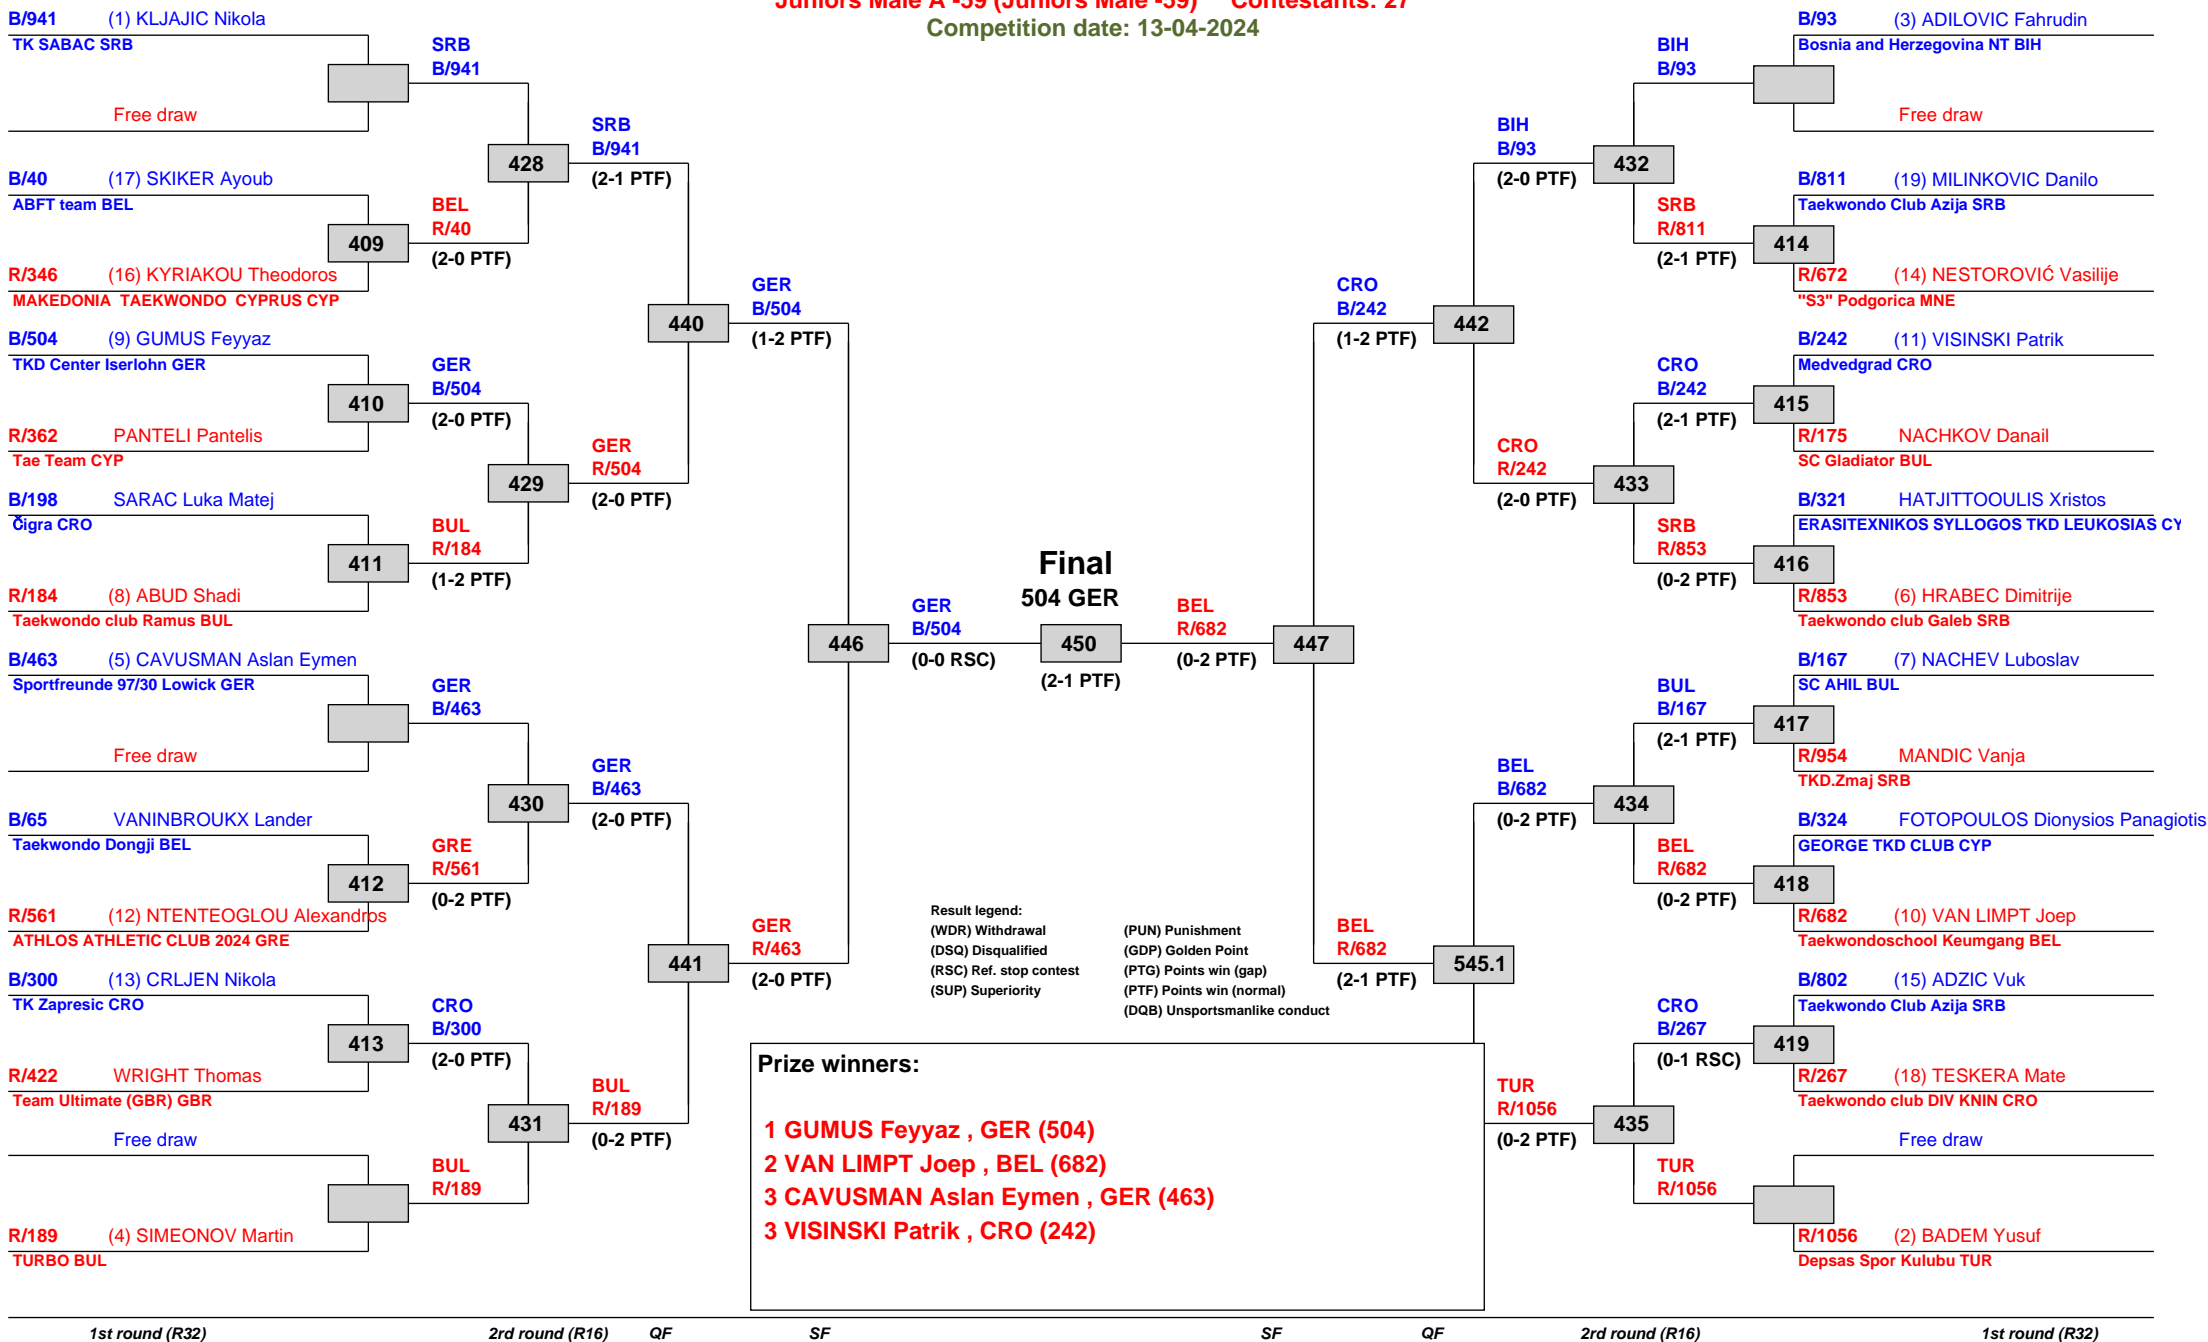 Juniors Male A -59 (Juniors Male -59) Contestants: 27
Competition date: 13-04-2024
B/941 (1) KLJAJIC Nikola
TK SABAC SRB
Free draw
B/40 (17) SKIKER Ayoub
ABFT team BEL
409
R/346 (16) KYRIAKOU Theodoros
MAKEDONIA TAEKWONDO CYPRUS CYP
B/504 (9) GUMUS Feyyaz
TKD Center Iserlohn GER
410
R/362 PANTELI Pantelis
Tae Team CYP
B/198 SARAC Luka Matej
Čigra CRO
411
R/184 (8) ABUD Shadi
Taekwondo club Ramus BUL
B/463 (5) CAVUSMAN Aslan Eymen
Sportfreunde 97/30 Lowick GER
Free draw
B/65 VANINBROUKX Lander
Taekwondo Dongji BEL
412
R/561 (12) NTENTEOGLOU Alexandros
ATHLOS ATHLETIC CLUB 2024 GRE
B/300 (13) CRLJEN Nikola
TK Zapresic CRO
413
R/422 WRIGHT Thomas
Team Ultimate (GBR) GBR
Free draw
R/189 (4) SIMEONOV Martin
TURBO BUL
SRB
B/941
428
BEL
R/40
(2-0 PTF)
GER
B/504
(2-0 PTF)
429
BUL
R/184
(1-2 PTF)
GER
B/463
430
GRE
R/561
(0-2 PTF)
CRO
B/300
(2-0 PTF)
431
BUL
R/189
SRB
B/941
(2-1 PTF)
440
GER
R/504
(2-0 PTF)
GER
B/463
(2-0 PTF)
441
BUL
R/189
(0-2 PTF)
GER
B/504
(1-2 PTF)
446
GER
R/463
(2-0 PTF)
GER
B/504
(0-0 RSC)
Final
504 GER
450
(2-1 PTF)
BEL
R/682
(0-2 PTF)
447
CRO
B/242
(1-2 PTF)
442
BEL
R/682
(2-1 PTF)
545.1
BIH
B/93
(2-0 PTF)
432
CRO
R/242
(2-0 PTF)
433
BEL
B/682
(0-2 PTF)
434
TUR
R/1056
(0-2 PTF)
435
BIH
B/93
SRB
R/811
(2-1 PTF)
414
CRO
B/242
(2-1 PTF)
415
SRB
R/853
(0-2 PTF)
416
BUL
B/167
(2-1 PTF)
417
BEL
R/682
(0-2 PTF)
418
CRO
B/267
(0-1 RSC)
419
TUR
R/1056
B/93 (3) ADILOVIC Fahrudin
Bosnia and Herzegovina NT BIH
Free draw
B/811 (19) MILINKOVIC Danilo
Taekwondo Club Azija SRB
R/672 (14) NESTOROVIĆ Vasilije
"S3" Podgorica MNE
B/242 (11) VISINSKI Patrik
Medvedgrad CRO
R/175 NACHKOV Danail
SC Gladiator BUL
B/321 HATJITTOOULIS Xristos
ERASITEXNIKOS SYLLOGOS TKD LEUKOSIAS CY
R/853 (6) HRABEC Dimitrije
Taekwondo club Galeb SRB
B/167 (7) NACHEV Luboslav
SC AHIL BUL
R/954 MANDIC Vanja
TKD.Zmaj SRB
B/324 FOTOPOULOS Dionysios Panagiotis
GEORGE TKD CLUB CYP
R/682 (10) VAN LIMPT Joep
Taekwondoschool Keumgang BEL
B/802 (15) ADZIC Vuk
Taekwondo Club Azija SRB
R/267 (18) TESKERA Mate
Taekwondo club DIV KNIN CRO
Free draw
R/1056 (2) BADEM Yusuf
Depsas Spor Kulubu TUR
Result legend:
(WDR) Withdrawal (PUN) Punishment
(DSQ) Disqualified (GDP) Golden Point
(RSC) Ref. stop contest (PTG) Points win (gap)
(SUP) Superiority (PTF) Points win (normal)
(DQB) Unsportsmanlike conduct
Prize winners:
1 GUMUS Feyyaz , GER (504)
2 VAN LIMPT Joep , BEL (682)
3 CAVUSMAN Aslan Eymen , GER (463)
3 VISINSKI Patrik , CRO (242)
1st round (R32) 2rd round (R16) QF SF SF QF 2rd round (R16) 1st round (R32)